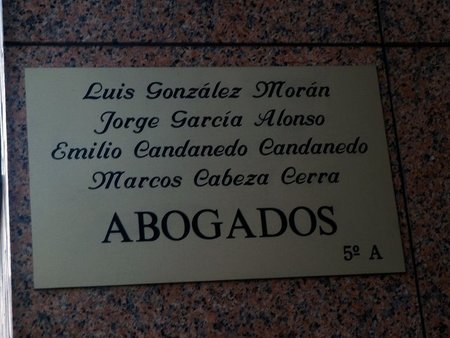 Luis González Morán
Jorge García Alonso
Emilio Candanedo Candanedo
Marcos Cabeza Cerra
ABOGADOS
5º A